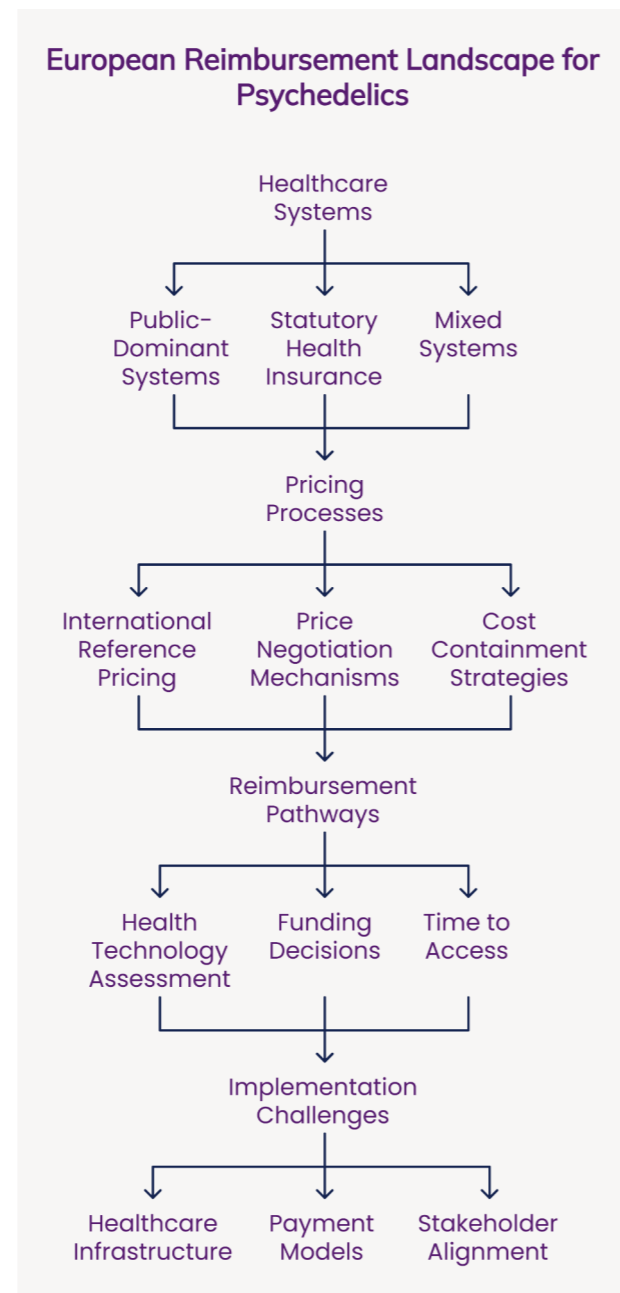 European Reimbursement Landscape for
Psychedelics
Healthcare
Systems
Public-
Dominant
Systems
Statutory
Health
Insurance
Mixed
Systems
Pricing
Processes
International
Reference
Pricing
Price
Negotiation
Mechanisms
Cost
Containment
Strategies
Reimbursement
Pathways
Health
Technology
Assessment
Funding
Decisions
Time to
Access
Implementation
Challenges
Healthcare
Infrastructure
Payment
Models
Stakeholder
Alignment